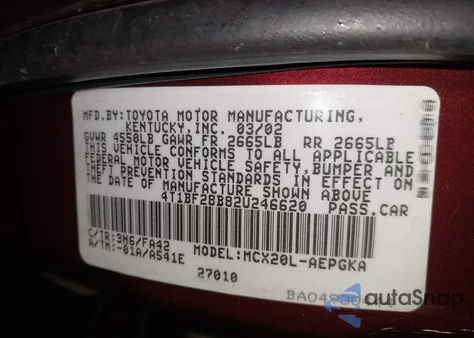 MFD.BY:TOYOTA MOTOR MANUFACTURING,
KENTUCKY,INC. 03/02
GVWR 4550LB GAWR FR 2665LB RR 2665LB
THIS VEHICLE CONFORMS TO ALL APPLICABLE
FEDERAL MOTOR VEHICLE SAFETY,BUMPER AND
THEFT PREVENTION STANDARDS IN EFFECT ON
THE DATE OF MANUFACTURE SHOWN ABOVE
4T1BF28B82U246620 PASS.CAR
C/TR:3N6/FA42 MODEL:MCX20L-AEPGKA
A/TM:-01A/A541E
27010
autoSnap